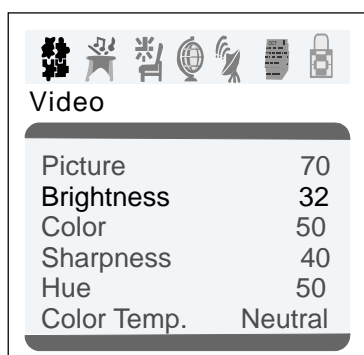 Video
Picture 70
Brightness 32
Color 50
Sharpness 40
Hue 50
Color Temp. Neutral